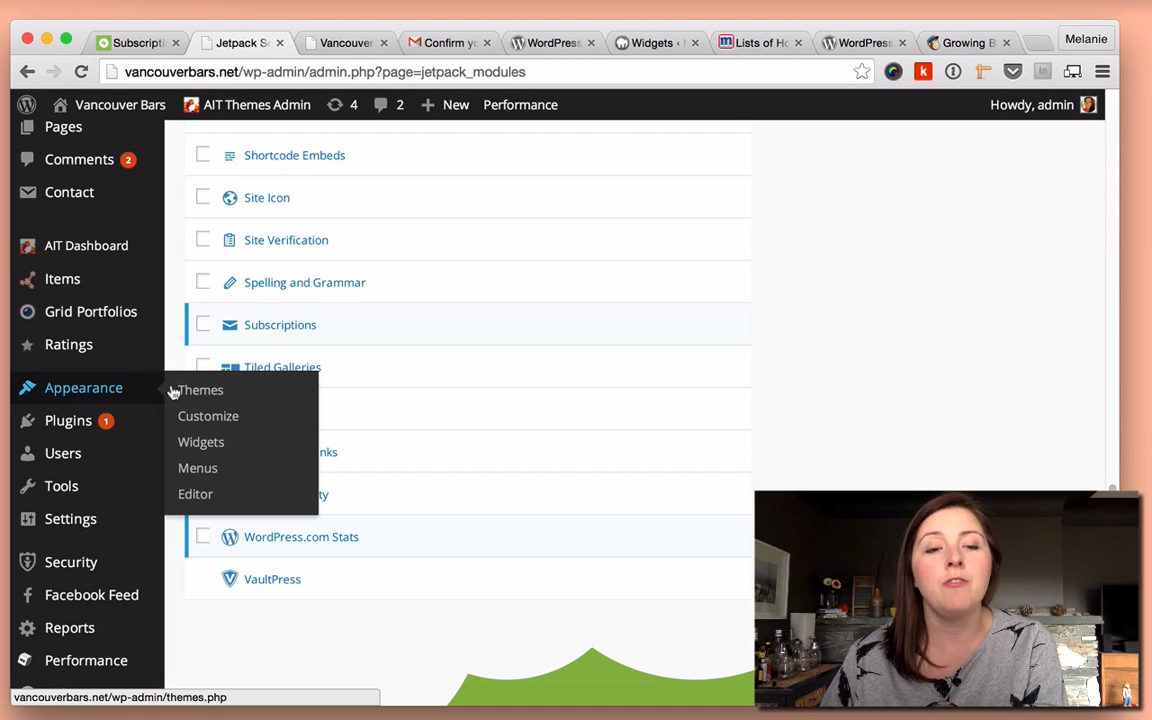 Subscripti
Jetpack Se
Vancouver
Confirm yo
WordPress
Widgets ‹
Lists of Ho
WordPress
Growing B
Melanie
vancouverbars.net/wp-admin/admin.php?page=jetpack_modules
Vancouver Bars
AIT Themes Admin
4
2
New
Performance
Howdy, admin
Pages
Comments 2
Contact
AIT Dashboard
Items
Grid Portfolios
Ratings
Appearance
Plugins 1
Users
Tools
Settings
Security
Facebook Feed
Reports
Performance
Themes
Customize
Widgets
Menus
Editor
Shortcode Embeds
Site Icon
Site Verification
Spelling and Grammar
Subscriptions
Tiled Galleries
nks
ty
WordPress.com Stats
VaultPress
vancouverbars.net/wp-admin/themes.php